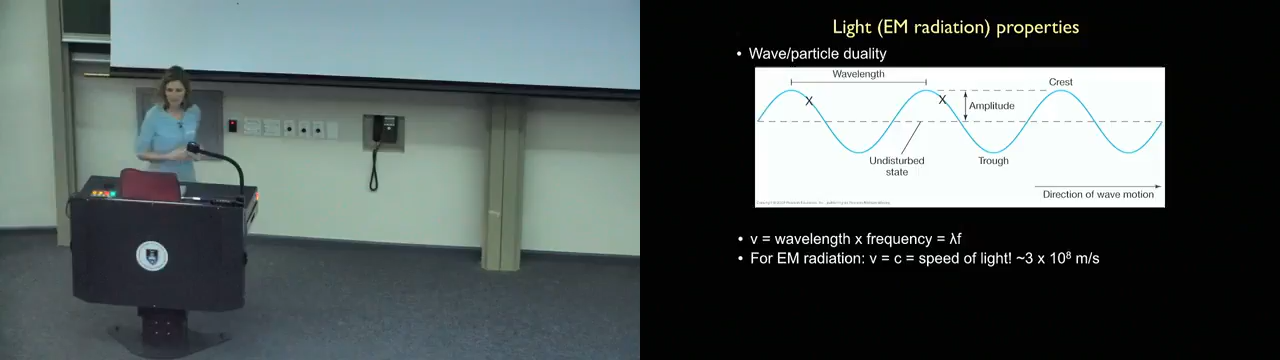 Light (EM radiation) properties
• Wave/particle duality
Wavelength
Crest
X
X
Amplitude
Undisturbed
state
Trough
Direction of wave motion
• v = wavelength x frequency = λf
• For EM radiation: v = c = speed of light! ~3 x 10⁸ m/s